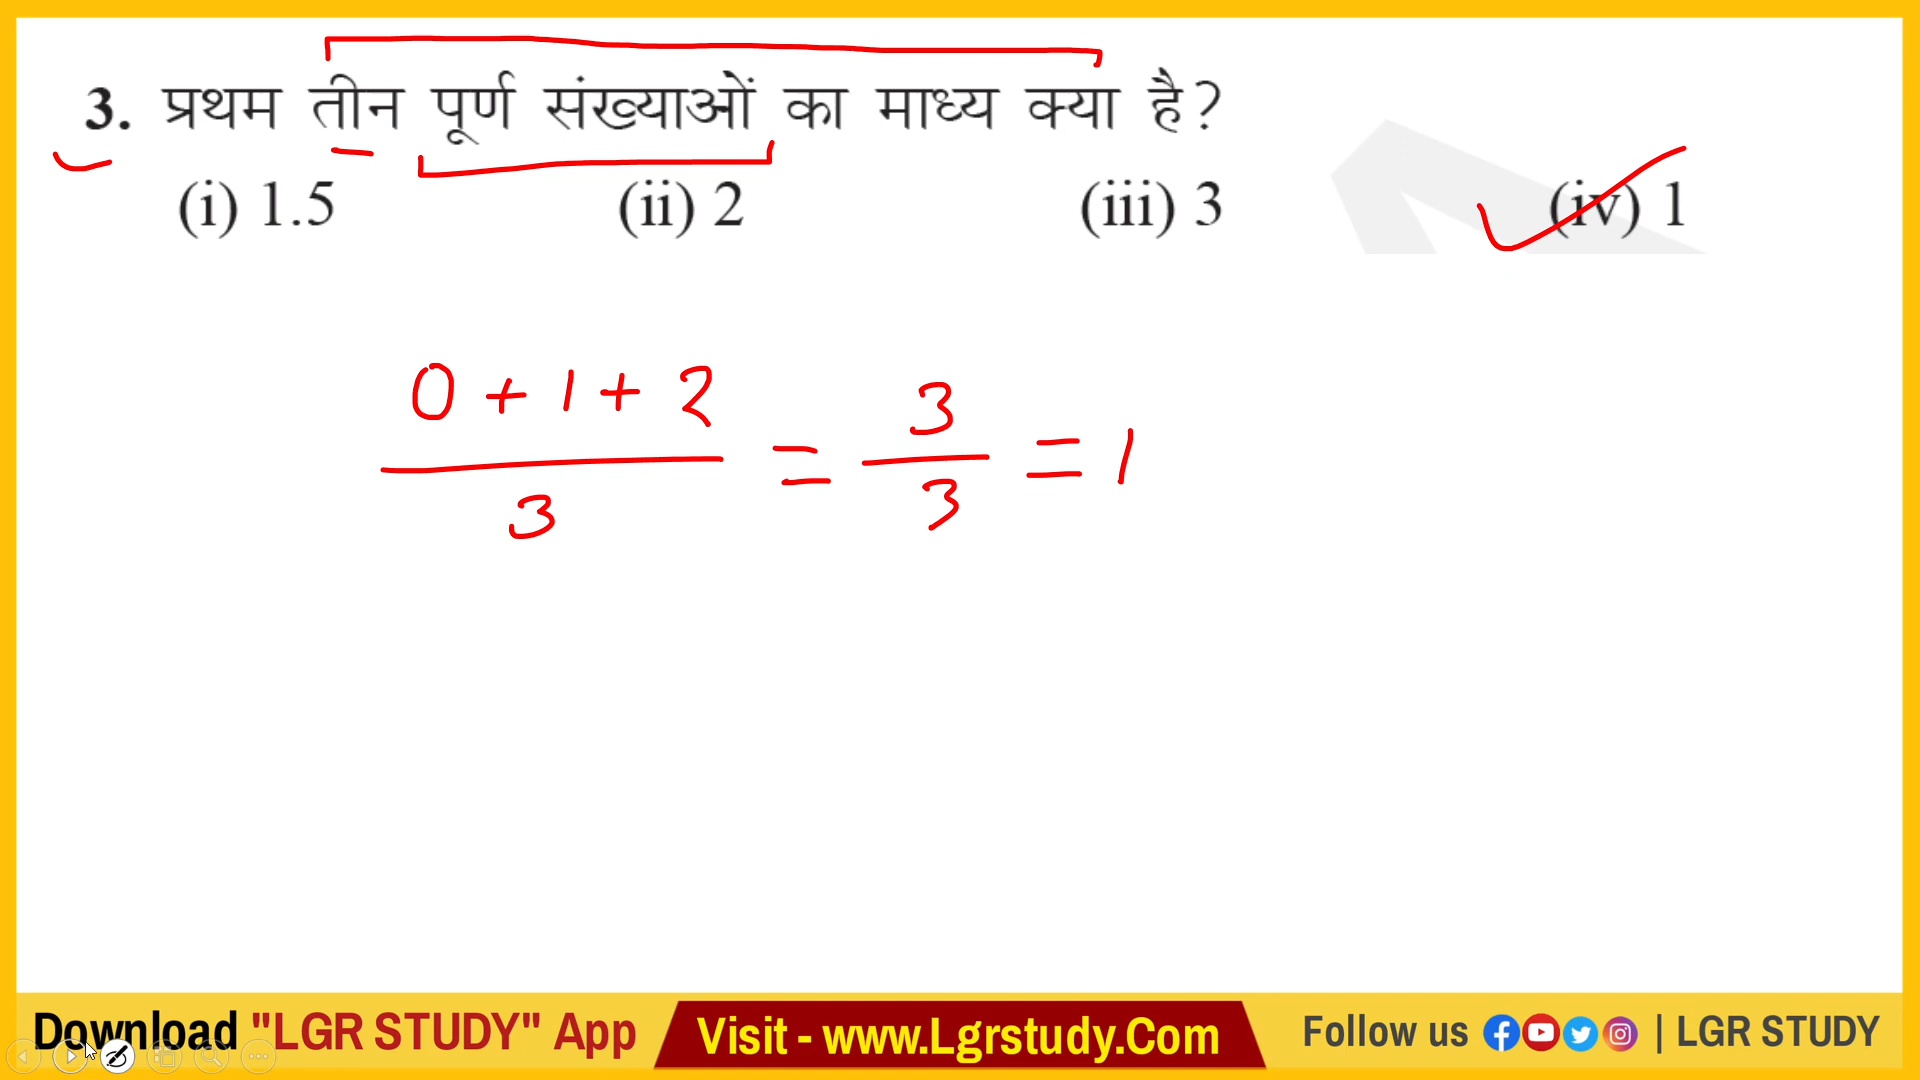 3. प्रथम तीन पूर्ण संख्याओं का माध्य क्या है?
(i) 1.5 (ii) 2 (iii) 3 (iv) 1
0 + 1 + 2
3
= 3
3
= 1
Download "LGR STUDY" App Visit - www.Lgrstudy.Com Follow us | LGR STUDY